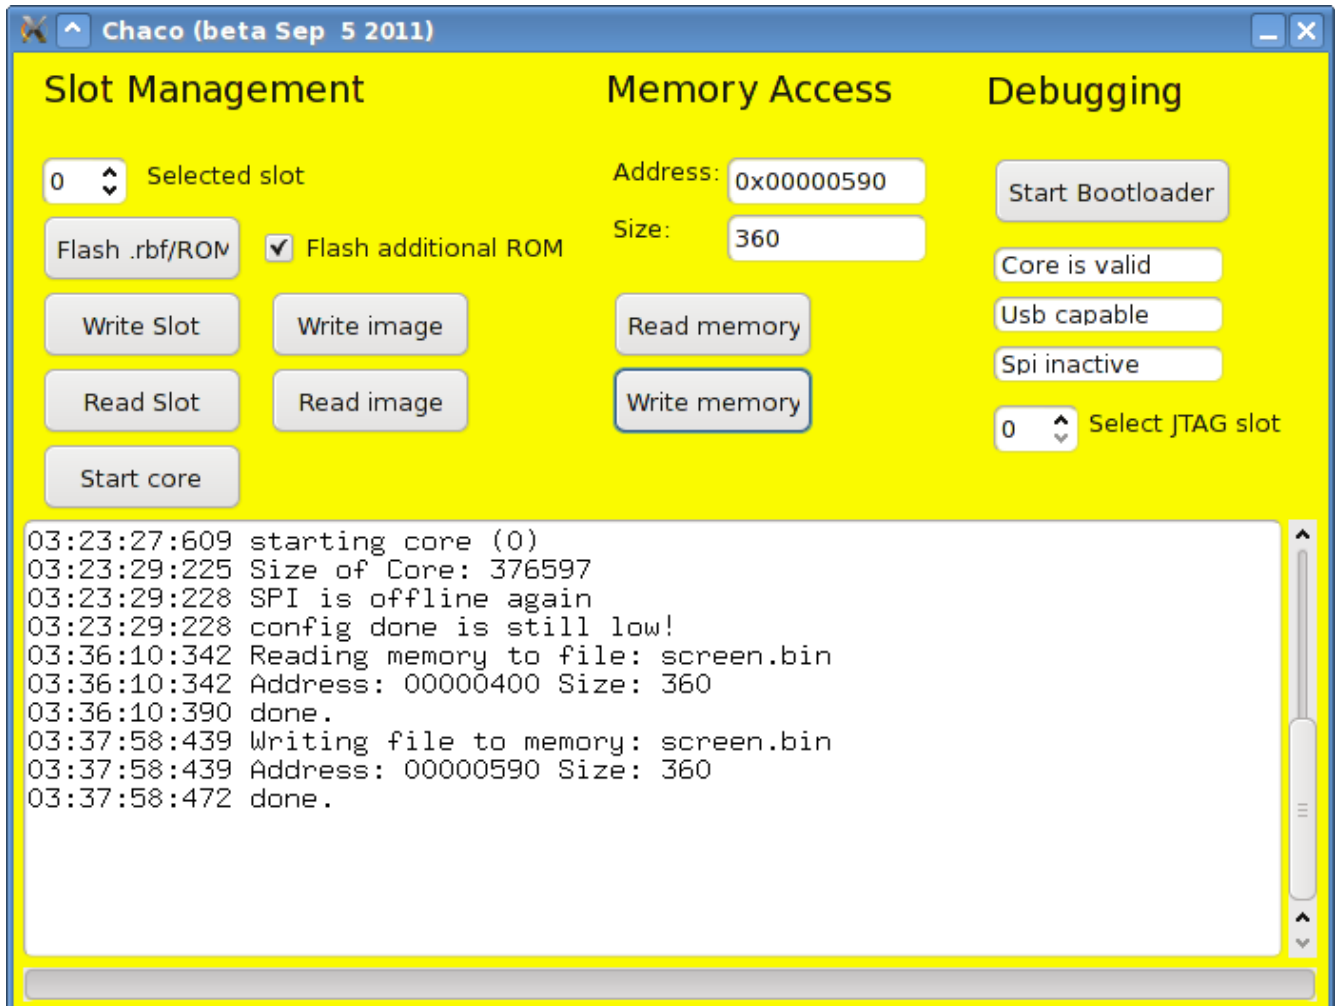 Chaco (beta Sep  5 2011)
Slot Management
Memory Access
Debugging
0
Selected slot
Address:
0x00000590
Start Bootloader
Flash .rbf/ROM
Flash additional ROM
Size:
360
Core is valid
Write Slot
Write image
Read memory
Usb capable
Spi inactive
Read Slot
Read image
Write memory
0
Select JTAG slot
Start core
03:23:27:609 starting core (0)
03:23:29:225 Size of Core: 376597
03:23:29:228 SPI is offline again
03:23:29:228 config done is still low!
03:36:10:342 Reading memory to file: screen.bin
03:36:10:342 Address: 00000400 Size: 360
03:36:10:390 done.
03:37:58:439 Writing file to memory: screen.bin
03:37:58:439 Address: 00000590 Size: 360
03:37:58:472 done.